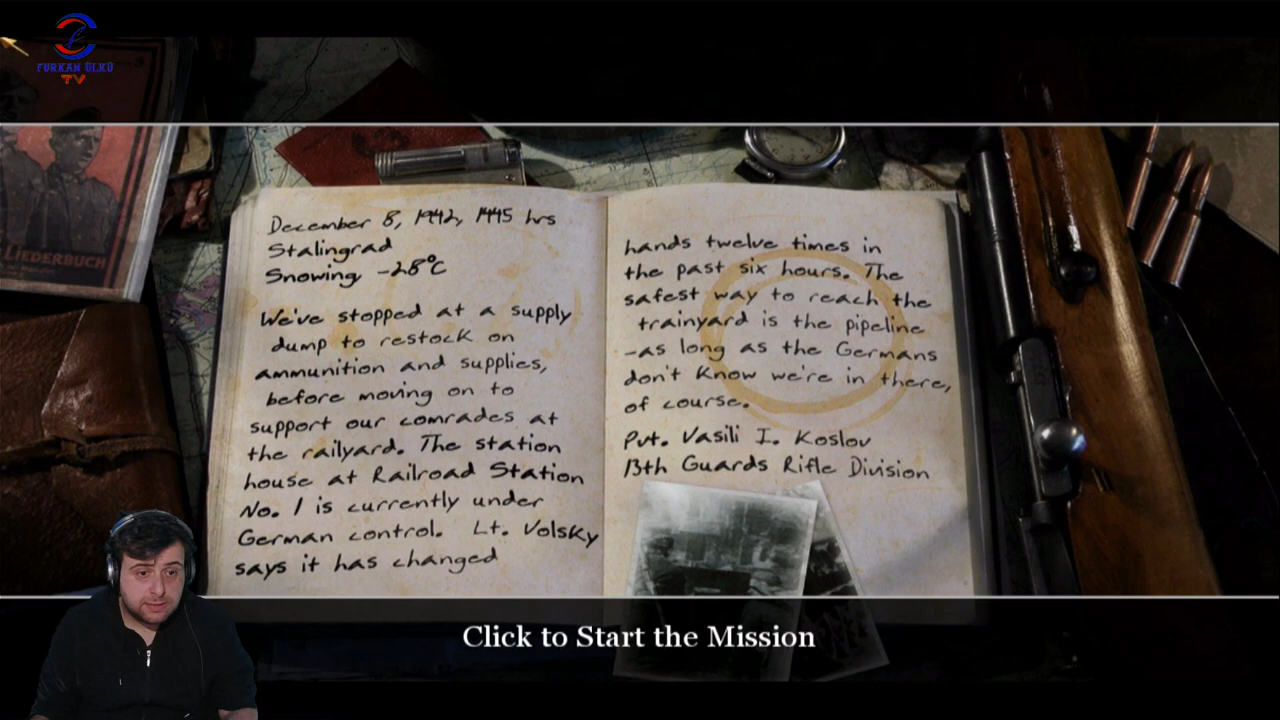 FURKAN ÜLKÜ
TV
LIEDERBUCH
December 8, 1942, 1445 hrs
Stalingrad
Snowing -28°C
We've stopped at a supply
dump to restock on
ammunition and supplies,
before moving on to
support our comrades at
the railyard. The station
house at Railroad Station
No. 1 is currently under
German control. Lt. Volsky
says it has changed
hands twelve times in
the past six hours. The
safest way to reach the
trainyard is the pipeline
-as long as the Germans
don't know we're in there,
of course.
Pvt. Vasili I. Koslov
13th Guards Rifle Division
Click to Start the Mission